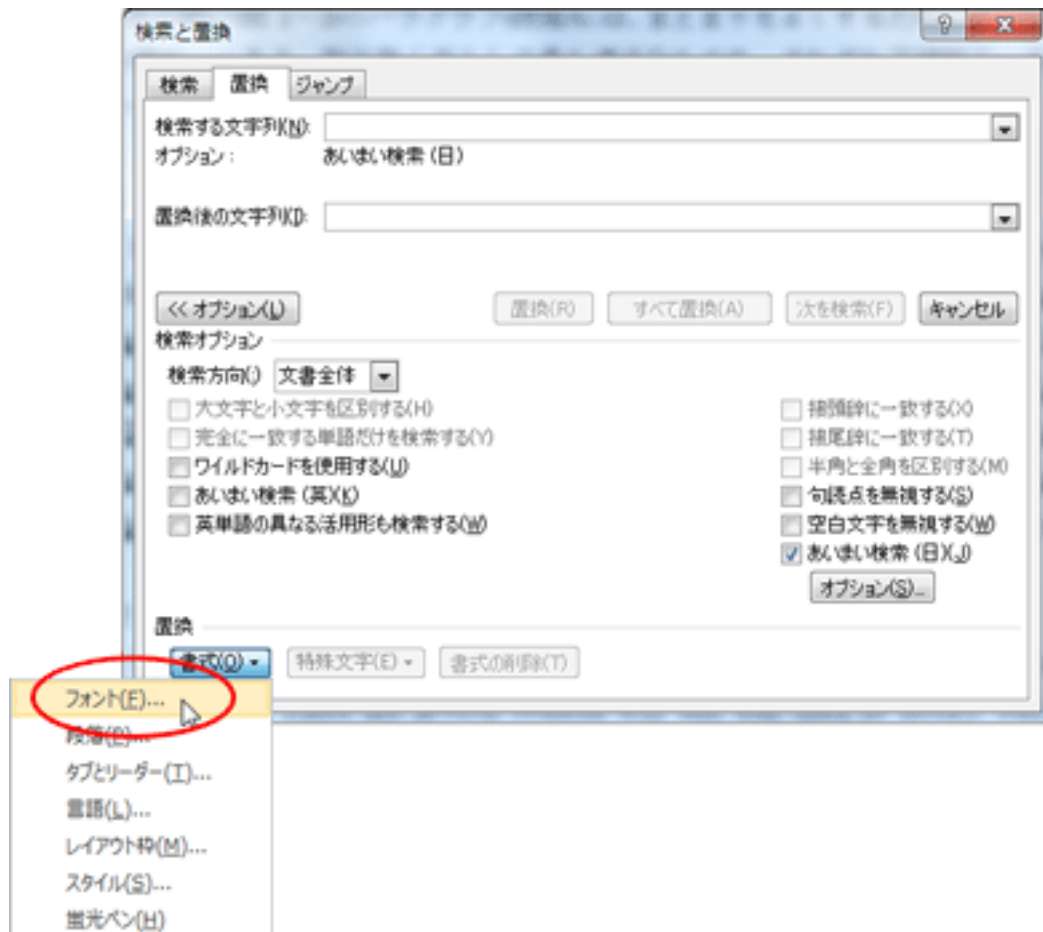 検索と置換
検索 置換 ジャンプ
検索する文字列(N):
オプション: あいまい検索 (日)
置換後の文字列(I):
<< オプション(L) 置換(R) すべて置換(A) 次を検索(F) キャンセル
検索オプション
検索方向(:) 文書全体
大文字と小文字を区別する(H) 接頭辞に一致する(X)
完全に一致する単語だけを検索する(Y) 接尾辞に一致する(T)
ワイルドカードを使用する(U) 半角と全角を区別する(M)
あいまい検索 (英)(K) 句読点を無視する(S)
英単語の異なる活用形も検索する(W) 空白文字を無視する(W)
あいまい検索 (日)(J)
オプション(S)...
置換
書式(O) 特殊文字(E) 書式の削除(T)
フォント(F)...
段落(P)...
タブとリーダー(T)...
言語(L)...
レイアウト枠(M)...
スタイル(S)...
蛍光ペン(H)